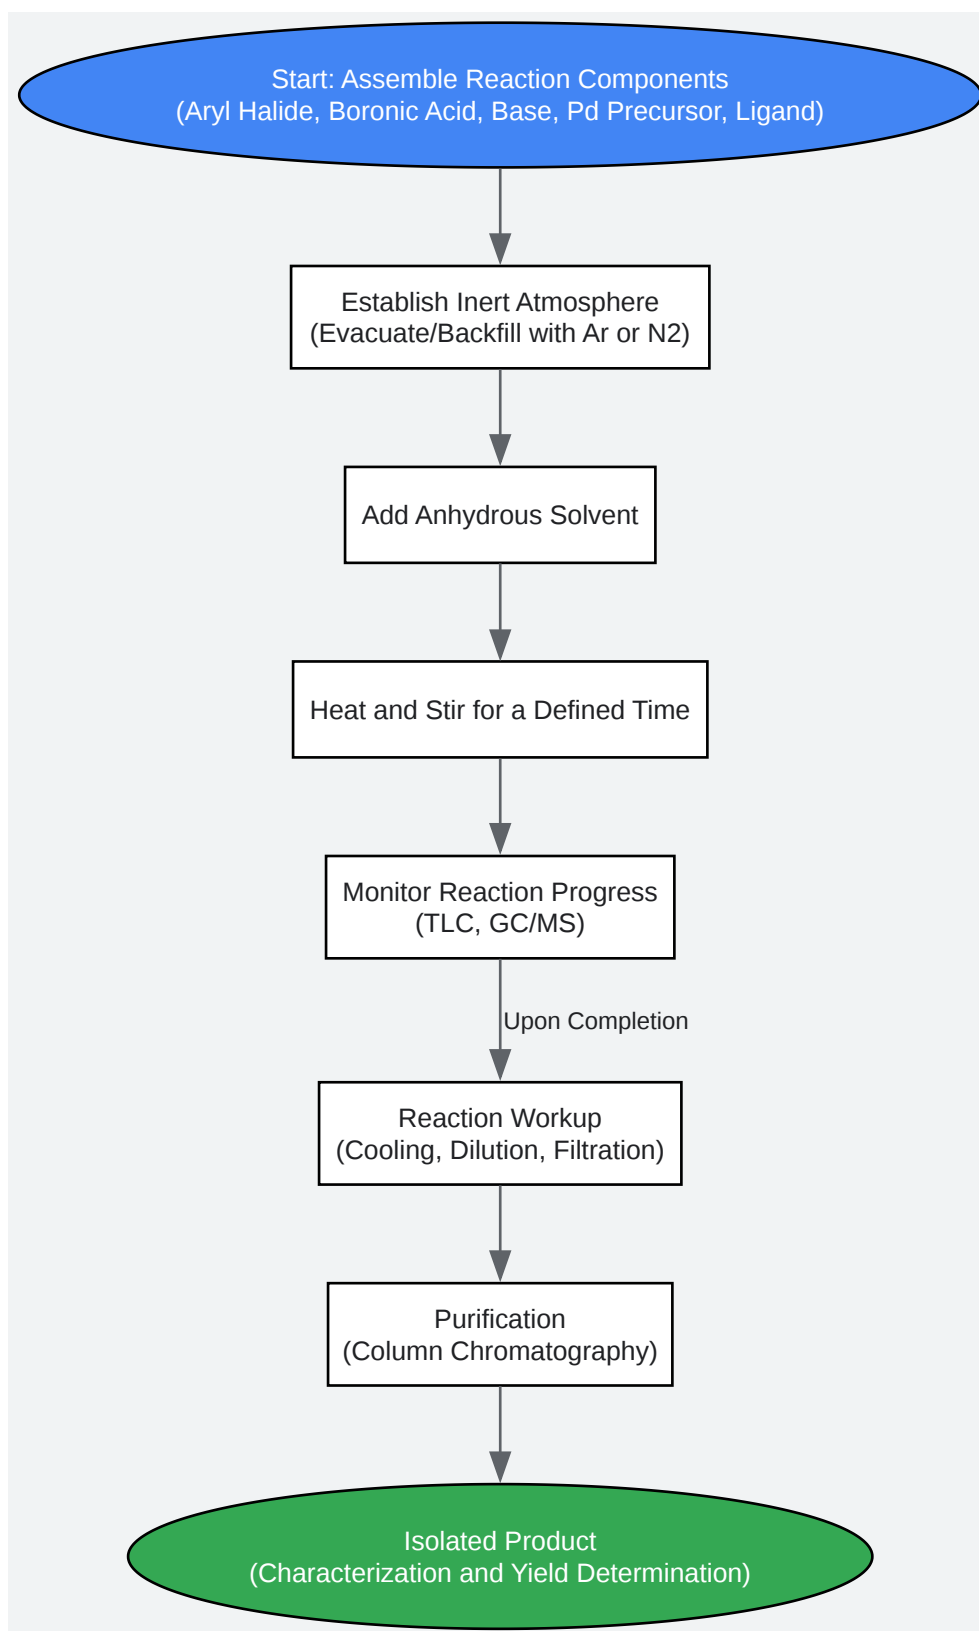 Start: Assemble Reaction Components
(Aryl Halide, Boronic Acid, Base, Pd Precursor, Ligand)
Establish Inert Atmosphere
(Evacuate/Backfill with Ar or N2)
Add Anhydrous Solvent
Heat and Stir for a Defined Time
Monitor Reaction Progress
(TLC, GC/MS)
Upon Completion
Reaction Workup
(Cooling, Dilution, Filtration)
Purification
(Column Chromatography)
Isolated Product
(Characterization and Yield Determination)